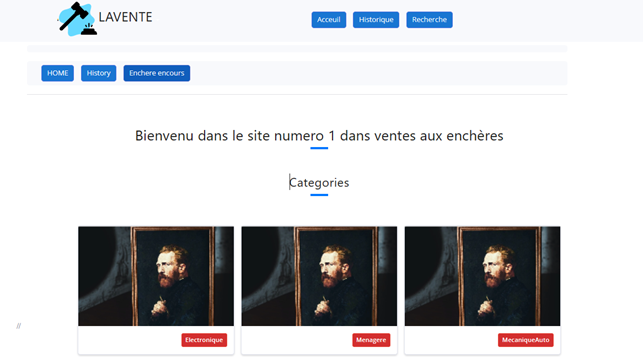 LAVENTE
Acceuil Historique Recherche
HOME History Enchere encours
Bienvenu dans le site numero 1 dans ventes aux enchères
Categories
Electronique Menagere MecaniqueAuto
//